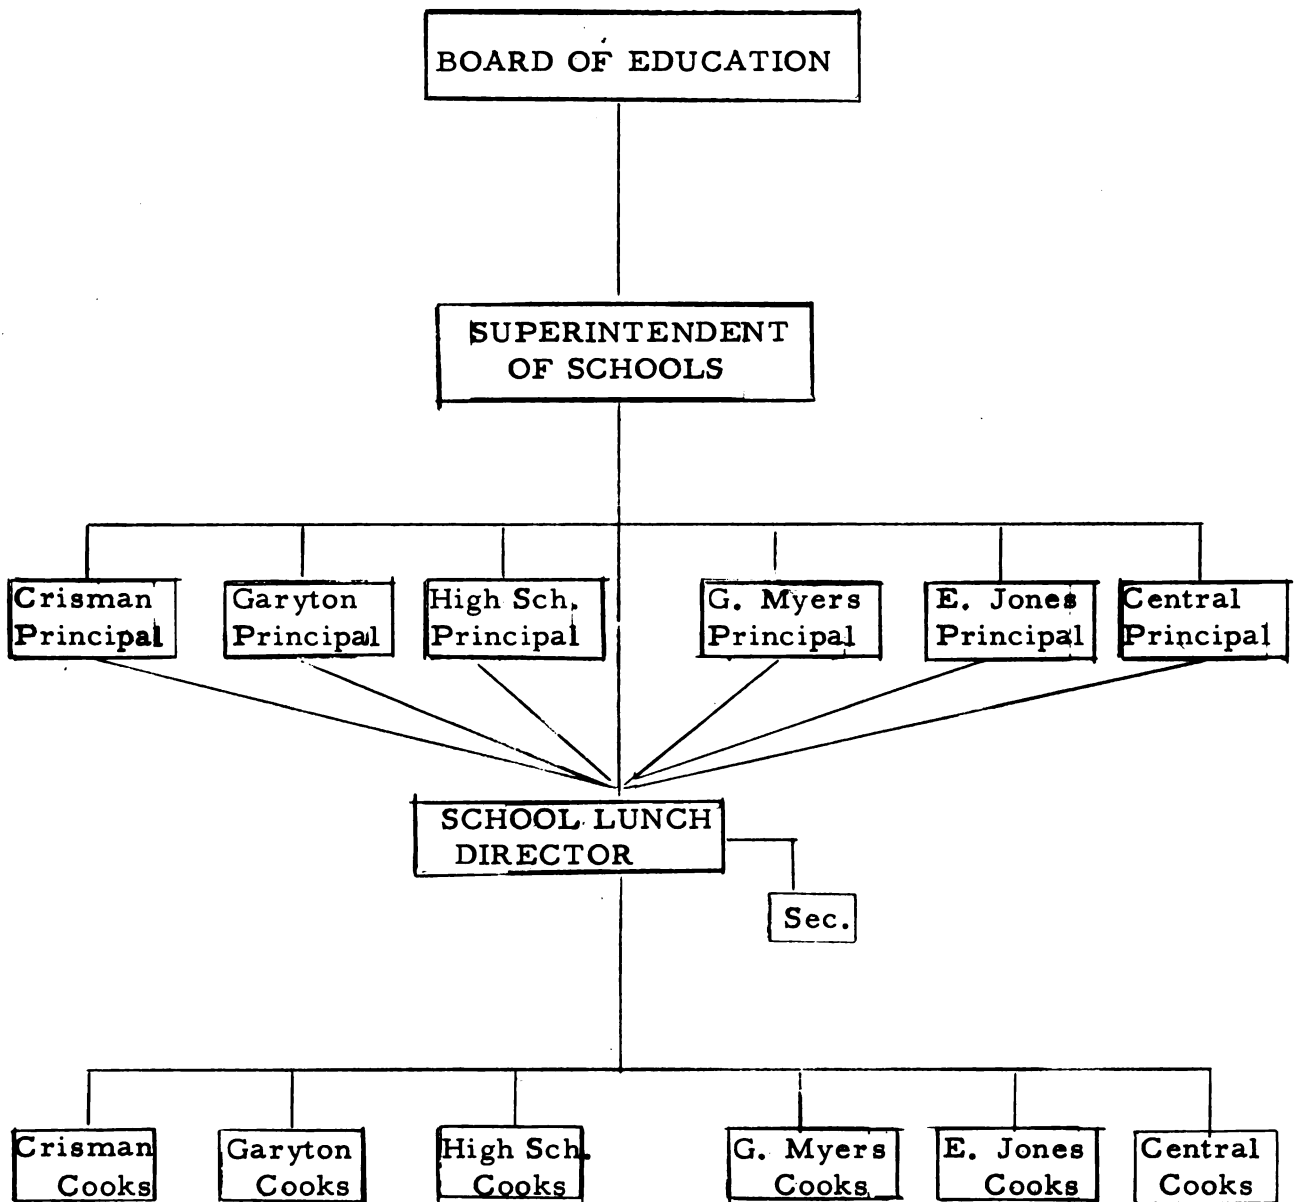 BOARD OF EDUCATION
SUPERINTENDENT
OF SCHOOLS
Crisman
Principal
Garyton
Principal
High Sch.
Principal
G. Myers
Principal
E. Jones
Principal
Central
Principal
SCHOOL LUNCH
DIRECTOR
Sec.
Crisman
Cooks
Garyton
Cooks
High Sch.
Cooks
G. Myers
Cooks
E. Jones
Cooks
Central
Cooks